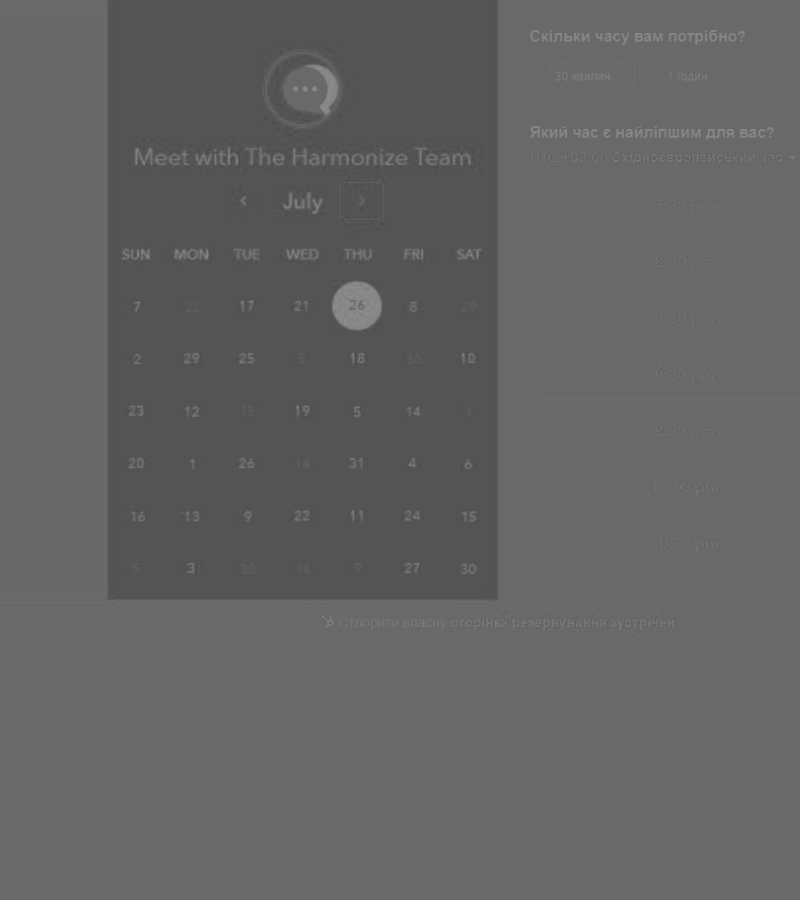 Скільки часу вам потрібно?
30 хвилин 1 годин
Який час є найліпшим для вас?
UTC +03:00 Східноєвропейський час
Meet with The Harmonize Team
July
SUN MON TUE WED THU FRI SAT
7 22 17 21 26 8 29
2 29 25 5 18 30 10
23 12 15 19 5 14 1
20 1 26 14 31 4 6
16 13 9 22 11 24 15
5 3 30 16 9 27 30
7:30 pm
8:00 pm
8:30 pm
9:00 pm
9:30 pm
10:00 pm
10:30 pm
Створити власну сторінка резервування зустрічей